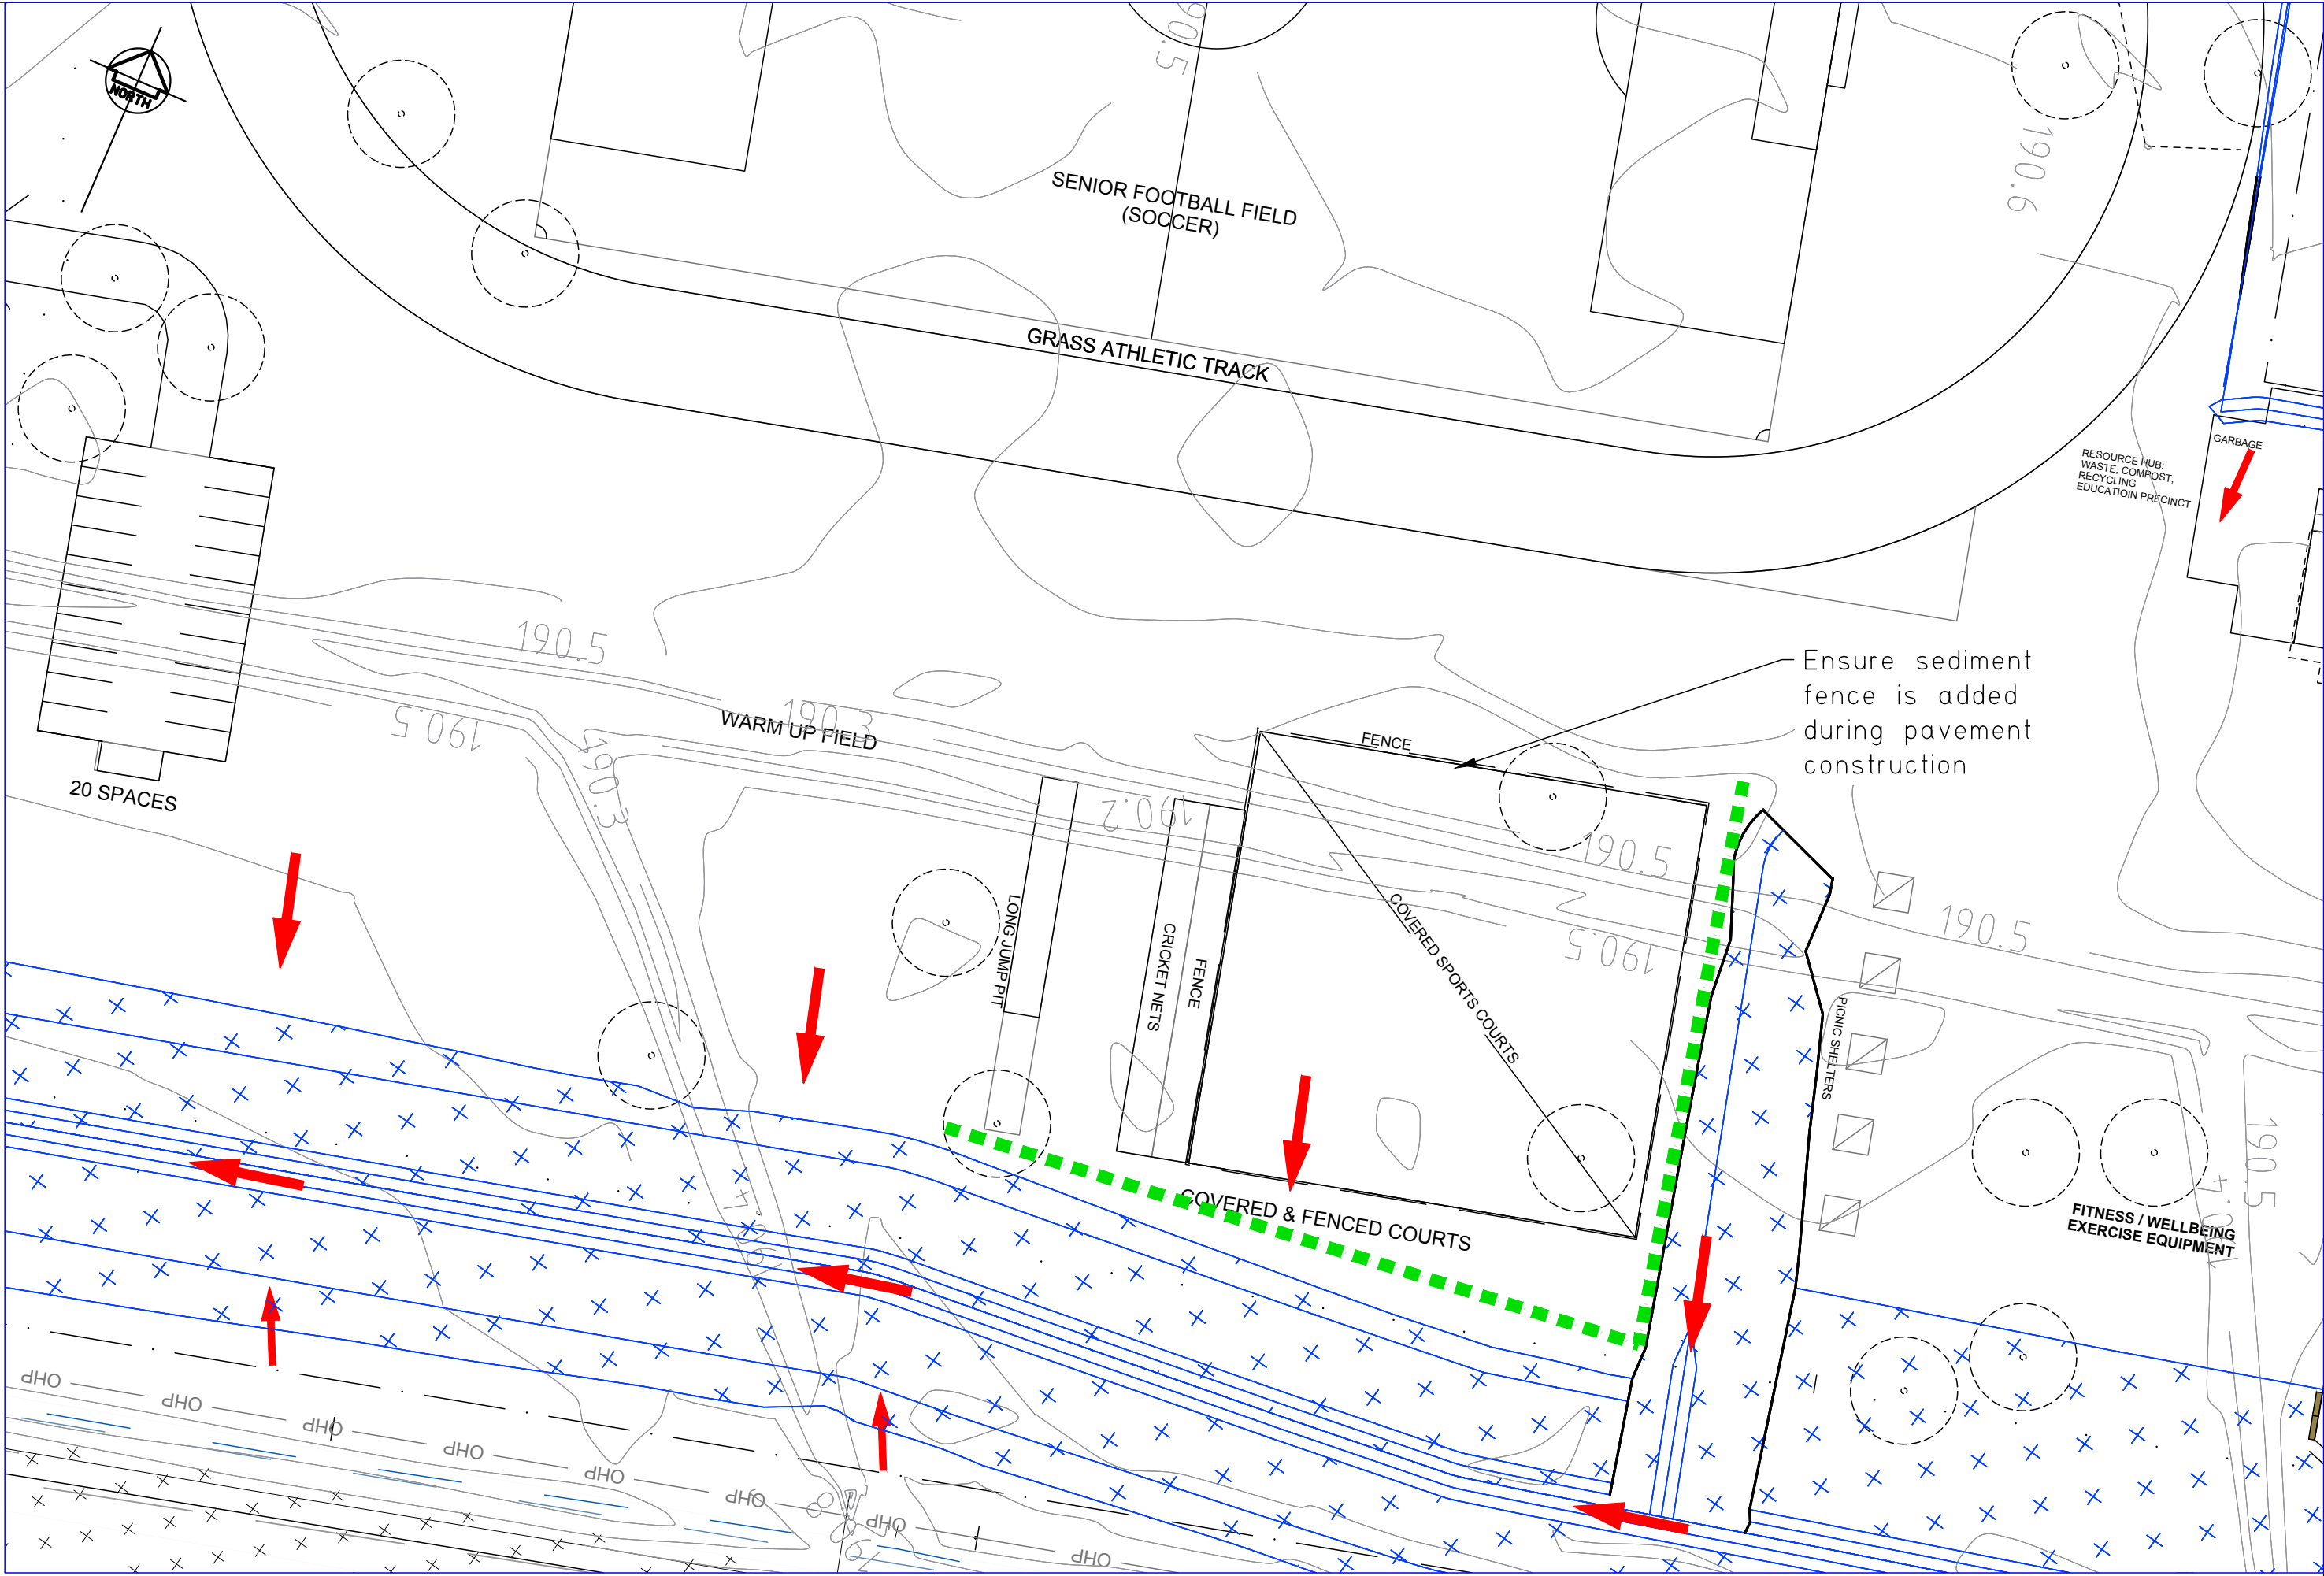 NORTH
190.5
190.6
SENIOR FOOTBALL FIELD
(SOCCER)
GRASS ATHLETIC TRACK
GARBAGE
RESOURCE HUB:
WASTE, COMPOST,
RECYCLING
EDUCATIOIN PRECINCT
190.5
Ensure sediment
fence is added
during pavement
construction
190.5
190.3
WARM UP FIELD
190.3
FENCE
20 SPACES
190.2
190.5
190.5
190.5
LONG JUMP PIT
CRICKET NETS
FENCE
COVERED SPORTS COURTS
PICNIC SHELTERS
COVERED & FENCED COURTS
190.5
190.4
FITNESS / WELLBEING
EXERCISE EQUIPMENT
OHP
OHP
OHP
OHP
OHP
OHP
OHP
OHP